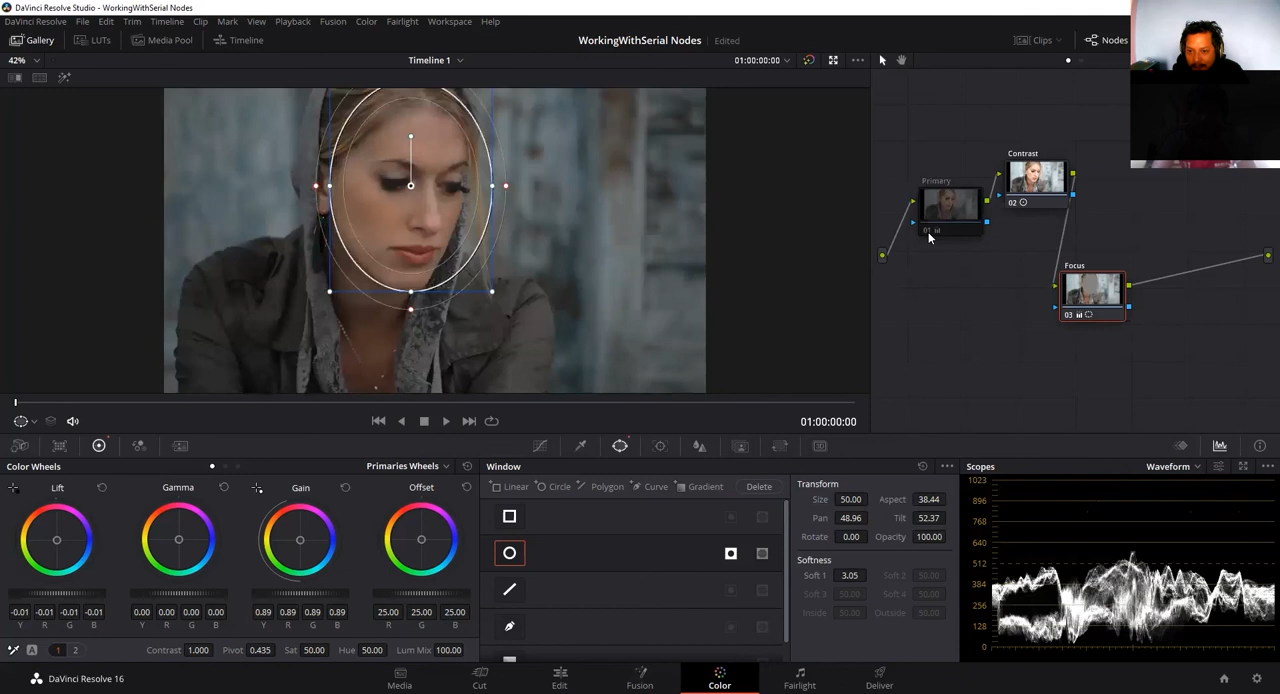 DaVinci Resolve Studio - WorkingWithSerial Nodes
DaVinci Resolve File Edit Trim Timeline Clip Mark View Playback Fusion Color Fairlight Workspace Help
Gallery LUTs Media Pool Timeline WorkingWithSerial Nodes Edited Clips Nodes
42% Timeline 1 01:00:00:00
Contrast
Primary
02
01
Focus
03
01:00:00:00
Color Wheels Primaries Wheels Window Scopes Waveform
Lift Gamma Gain Offset
Linear Circle Polygon Curve Gradient Delete
Transform
Size 50.00 Aspect 38.44
Pan 48.96 Tilt 52.37
Rotate 0.00 Opacity 100.00
Softness
Soft 1 3.05 Soft 2 50.00
Soft 3 50.00 Soft 4 50.00
Inside 50.00 Outside 50.00
1023
896
768
640
512
384
256
128
0
-0.01 -0.01 -0.01 -0.01 0.00 0.00 0.00 0.00 0.89 0.89 0.89 0.89 25.00 25.00 25.00
Y R G B Y R G B Y R G B R G B
A 1 2 Contrast 1.000 Pivot 0.435 Sat 50.00 Hue 50.00 Lum Mix 100.00
DaVinci Resolve 16 Media Cut Edit Fusion Color Fairlight Deliver